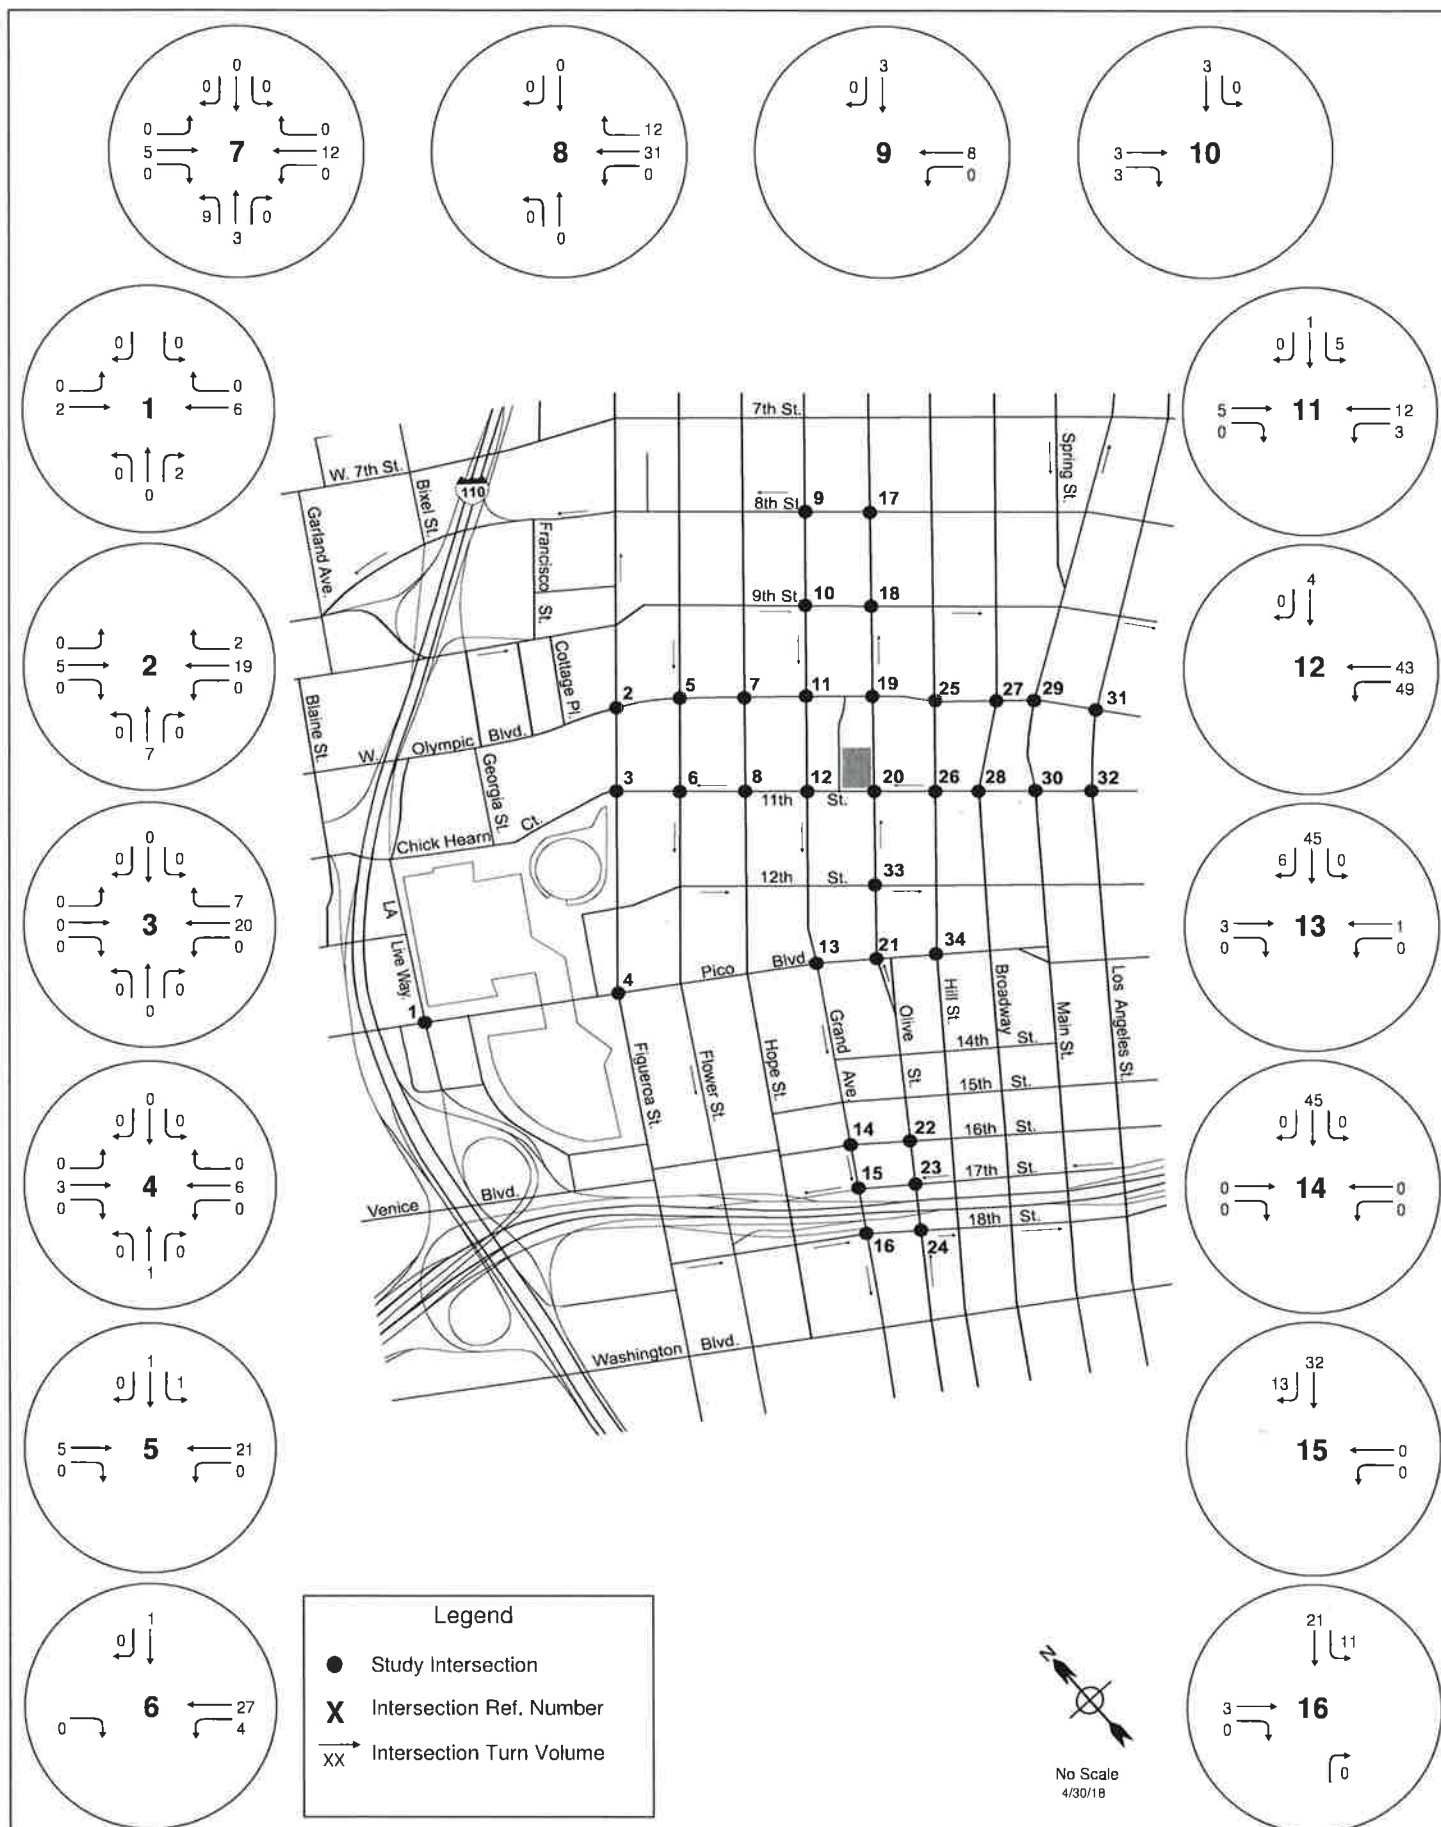 0
0 0
0 0
5 7 12
0 0
9 0
3
0
0
12
8 31
0
0
0
3
0
9 8
0
3
0
3 10
3
0 0
0 0
2 1 6
0 2
0
0 2
5 2 19
0 0
0 0
7
0
0 0
0 7
0 3 20
0 0
0 0
0
0
0 0
0 0
3 4 6
0 0
0 0
1
1
0 1
5 5 21
0 0
1
0
6 27
0 4
1
0 5
5 11 12
0 3
4
0
12 43
49
45
6 0
3 13 1
0 0
45
0 0
0 14 0
0 0
32
13
15 0
0
21
11
3 16
0
0
7th St.
W. 7th St.
110
Bixel St.
Garland Ave.
Spring St.
8th St.
9
17
Francisco St.
9th St.
10
18
Cottage Pl.
Blaine St.
W. Olympic Blvd.
2
5
7
11
19
25
27
29
31
Georgia St.
3
6
8
12
20
26
28
30
32
11th St.
Chick Hearn Ct.
12th St.
33
LA Live Way.
13
21
34
Pico Blvd.
4
1
Grand Ave.
Olive St.
Hill St.
Broadway
Main St.
Los Angeles St.
Figueroa St.
Flower St.
Hope St.
14th St.
15th St.
14
22
16th St.
15
23
17th St.
Venice Blvd.
18th St.
16
24
Washington Blvd.
Legend
Study Intersection
X Intersection Ref. Number
XX Intersection Turn Volume
N
No Scale
4/30/18